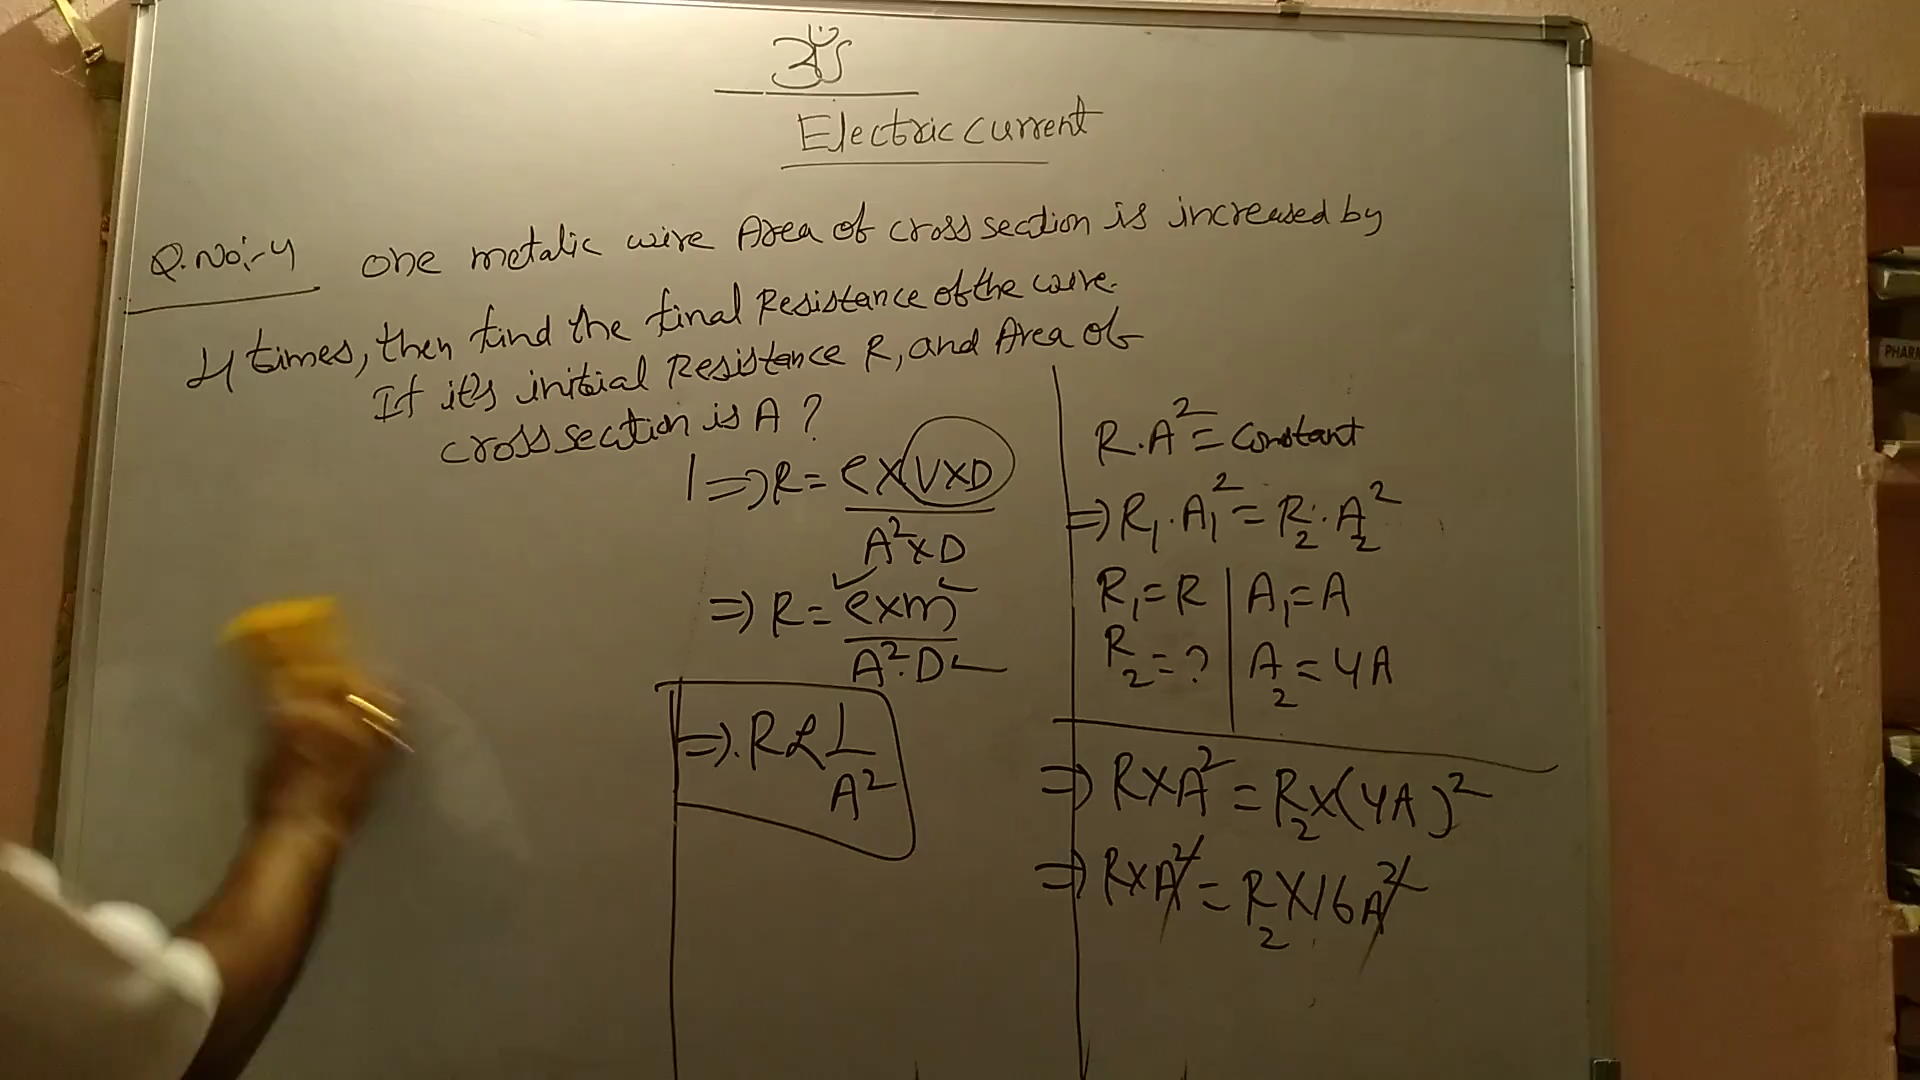 ॐ
Electric current
Q.No:-4 one metalic wire Area of cross section is increased by
4 times, then find the final Resistance of the wire.
If it's initial Resistance R, and Area of
cross section is A ?
⇒ R = ρ×(V×D)
A²×D
⇒ R = ρ×m
A².D
⇒ . R ∝ L
A²
R.A² = Constant
⇒ R₁.A₁² = R₂.A₂²
R₁ = R | A₁ = A
R₂ = ? | A₂ = 4A
⇒ R×A² = R₂×(4A)²
⇒ R×A² = R₂×16A²
PHAR